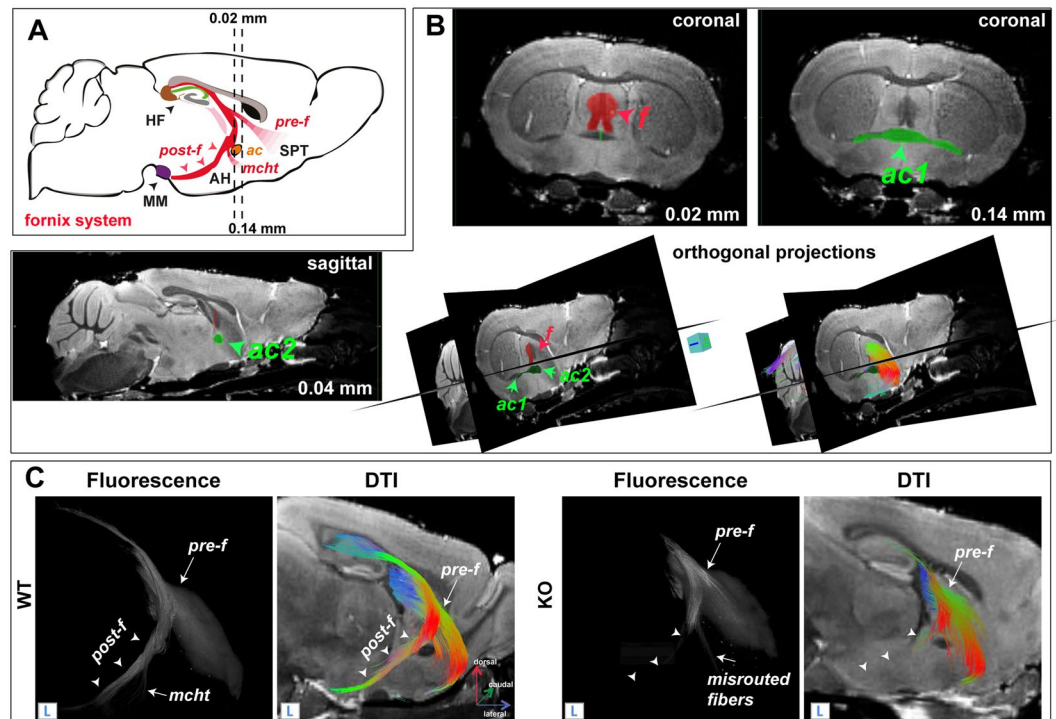 A
0.02 mm
HF
pre-f
post-f
ac
SPT
mcht
AH
MM
fornix system
0.14 mm
B
coronal
f
0.02 mm
coronal
ac1
0.14 mm
sagittal
ac2
0.04 mm
orthogonal projections
f
ac2
ac1
C
Fluorescence
DTI
Fluorescence
DTI
WT
pre-f
post-f
mcht
L
pre-f
post-f
dorsal
caudal
lateral
L
KO
pre-f
misrouted
fibers
L
pre-f
L